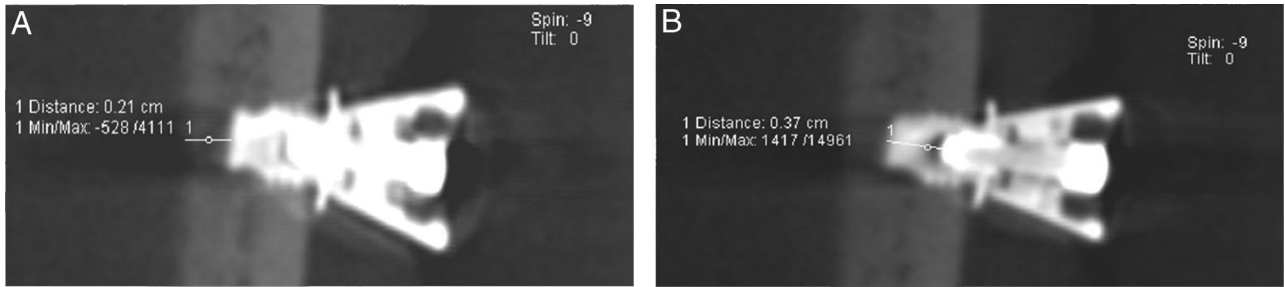 A
Spin: -9
Tilt: 0
1 Distance: 0.21 cm
1 Min/Max: -528 /4111
1
B
Spin: -9
Tilt: 0
1 Distance: 0.37 cm
1 Min/Max: 1417 /14961
1